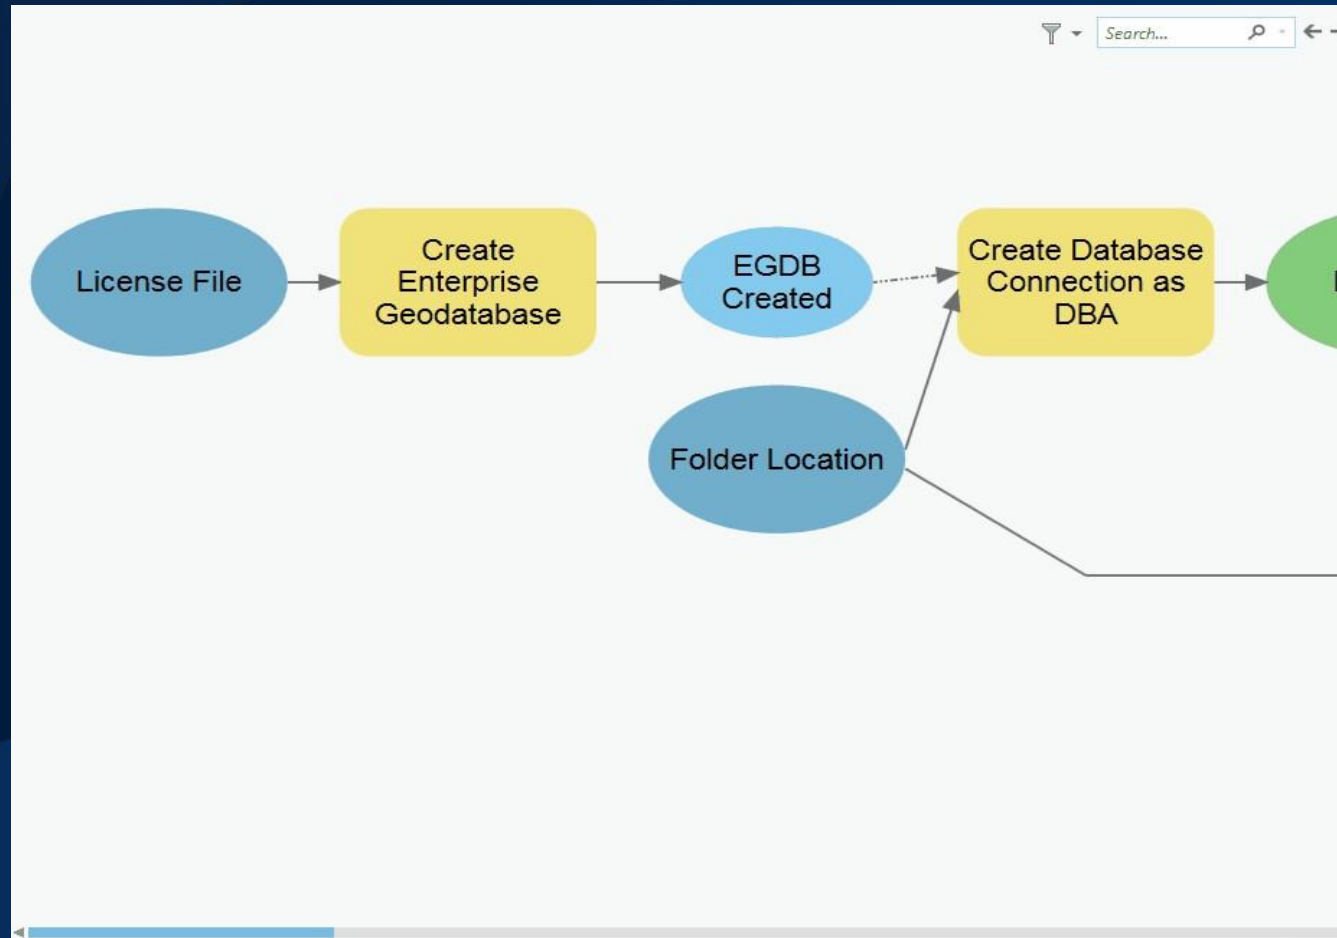 Search...
License File
Create
Enterprise
Geodatabase
EGDB
Created
Create Database
Connection as
DBA
Folder Location